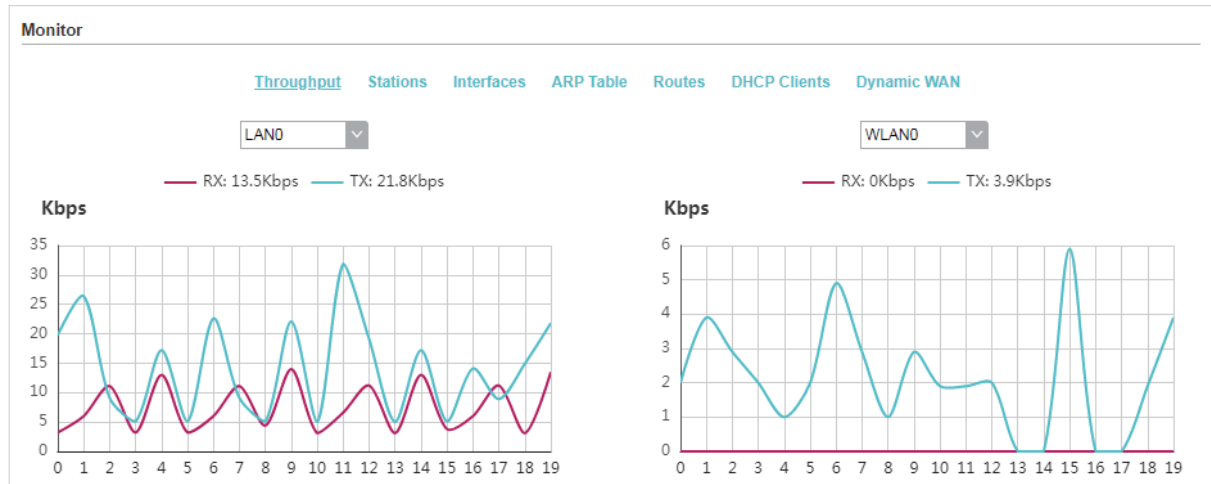 Monitor
Throughput Stations Interfaces ARP Table Routes DHCP Clients Dynamic WAN
LAN0
RX: 13.5Kbps TX: 21.8Kbps
Kbps
35
30
25
20
15
10
5
0
0 1 2 3 4 5 6 7 8 9 10 11 12 13 14 15 16 17 18 19
WLAN0
RX: 0Kbps TX: 3.9Kbps
Kbps
6
5
4
3
2
1
0
0 1 2 3 4 5 6 7 8 9 10 11 12 13 14 15 16 17 18 19